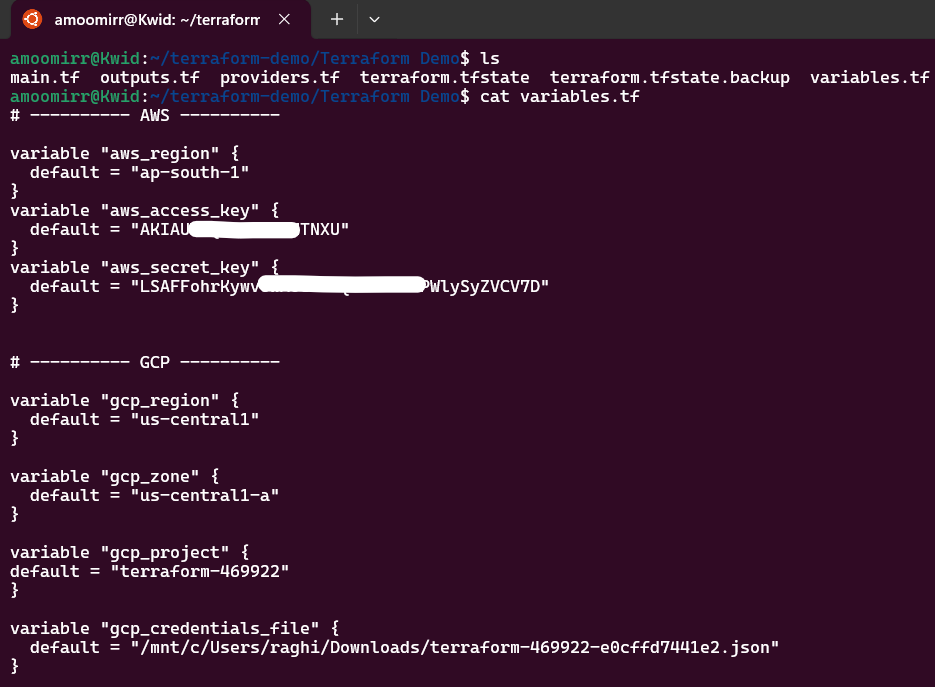 amoomirr@Kwid: ~/terraform
amoomirr@Kwid:~/terraform-demo/Terraform Demo$ ls
main.tf  outputs.tf  providers.tf  terraform.tfstate  terraform.tfstate.backup  variables.tf
amoomirr@Kwid:~/terraform-demo/Terraform Demo$ cat variables.tf
# ---------- AWS ----------
variable "aws_region" {
  default = "ap-south-1"
}
variable "aws_access_key" {
  default = "AKIAU TNXU"
}
variable "aws_secret_key" {
  default = "LSAFFohrKywv PWlySyZVCV7D"
}
# ---------- GCP ----------
variable "gcp_region" {
  default = "us-central1"
}
variable "gcp_zone" {
  default = "us-central1-a"
}
variable "gcp_project" {
default = "terraform-469922"
}
variable "gcp_credentials_file" {
  default = "/mnt/c/Users/raghi/Downloads/terraform-469922-e0cffd7441e2.json"
}